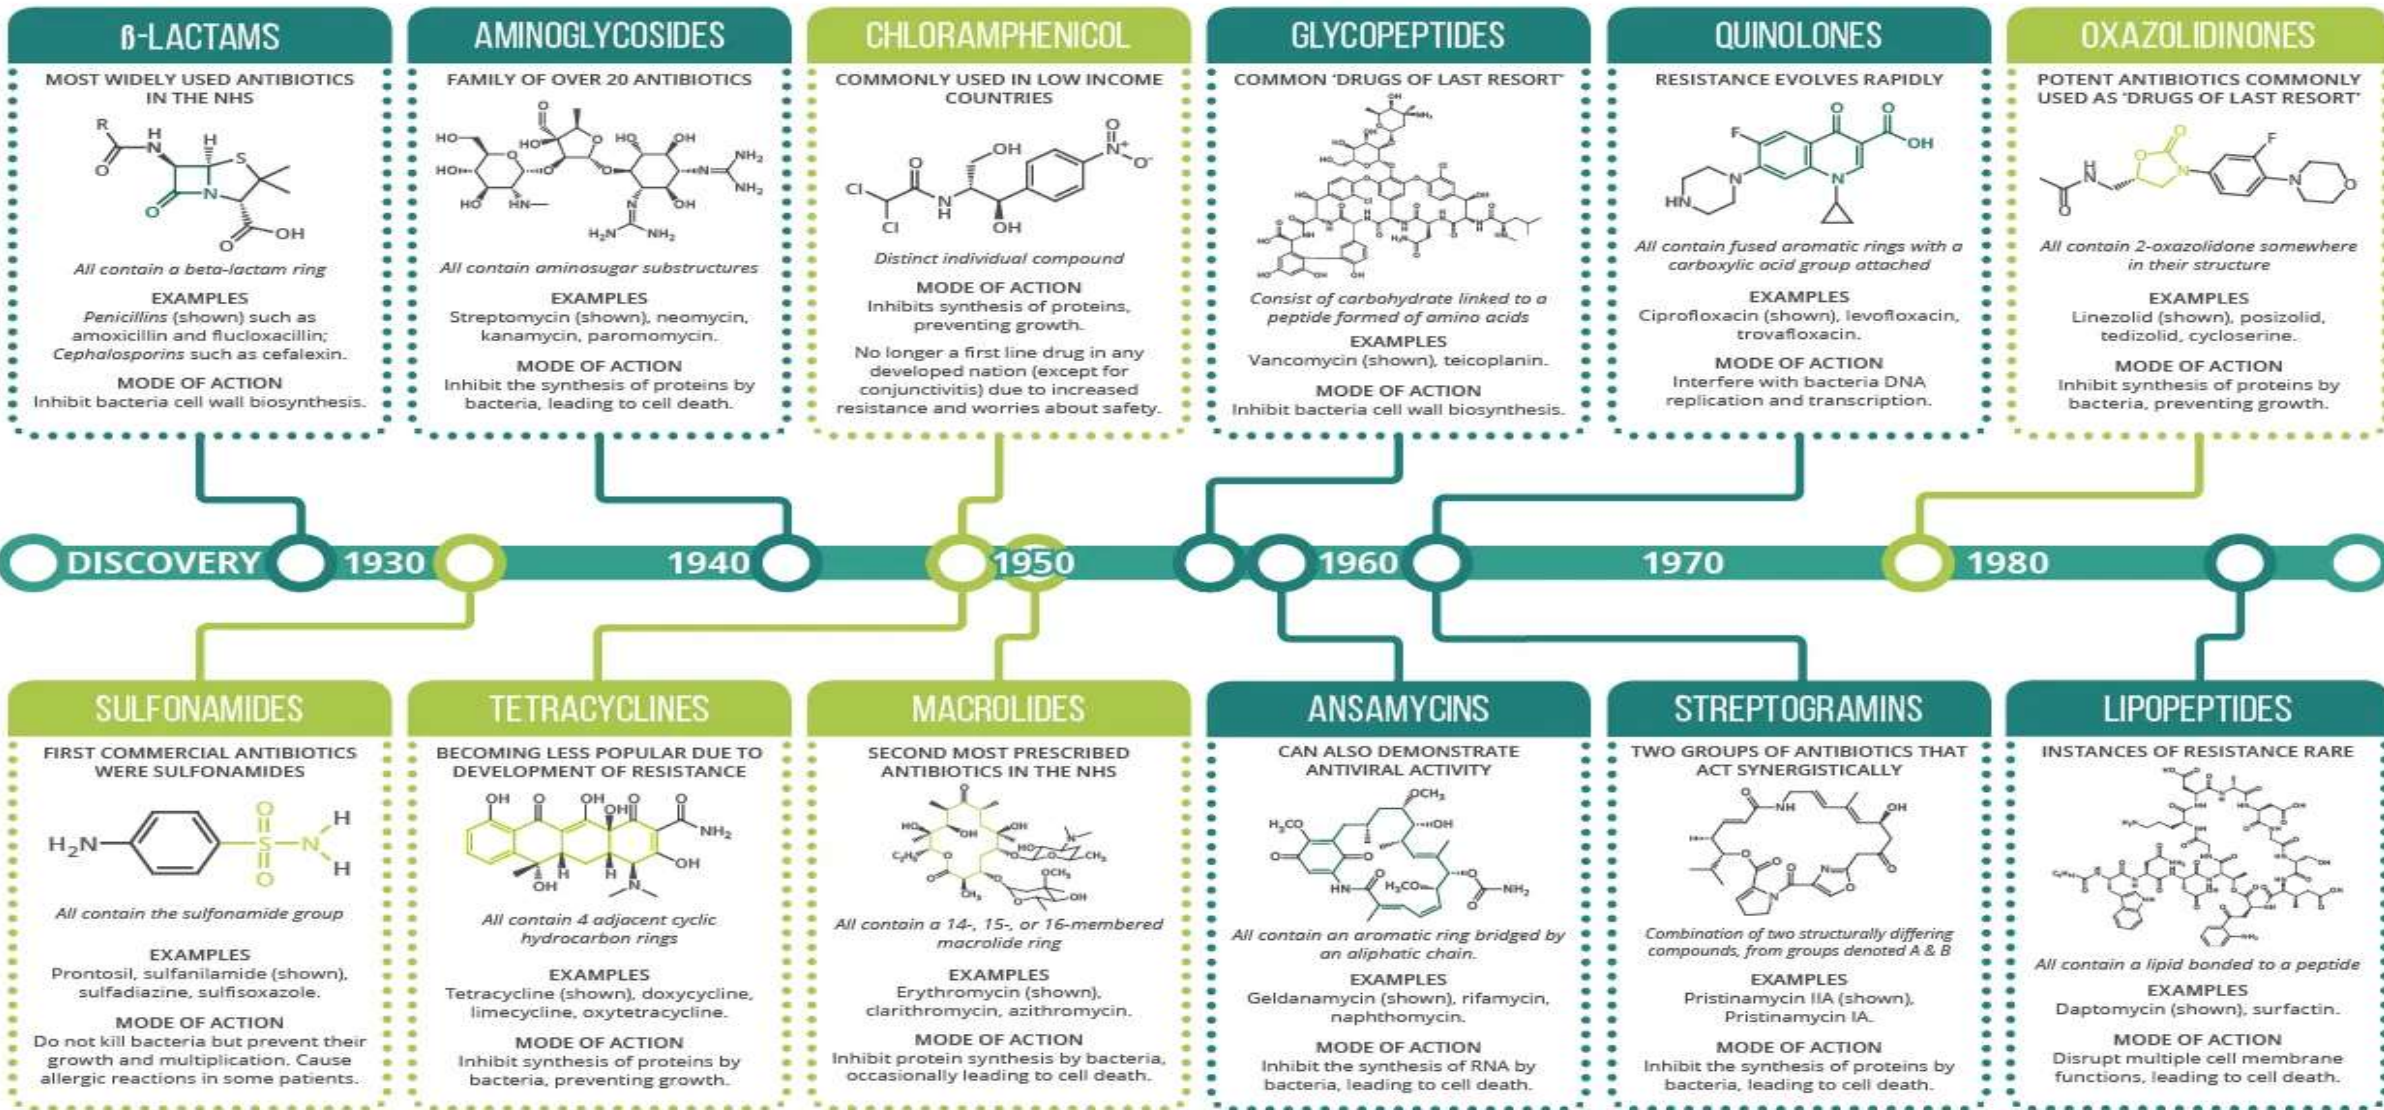 β-LACTAMS
MOST WIDELY USED ANTIBIOTICS
IN THE NHS
All contain a beta-lactam ring
EXAMPLES
Penicillins (shown) such as
amoxicillin and flucloxacillin;
Cephalosporins such as cefalexin.
MODE OF ACTION
Inhibit bacteria cell wall biosynthesis.
AMINOGLYCOSIDES
FAMILY OF OVER 20 ANTIBIOTICS
All contain aminosugar substructures
EXAMPLES
Streptomycin (shown), neomycin,
kanamycin, paromomycin.
MODE OF ACTION
Inhibit the synthesis of proteins by
bacteria, leading to cell death.
CHLORAMPHENICOL
COMMONLY USED IN LOW INCOME
COUNTRIES
Distinct individual compound
MODE OF ACTION
Inhibits synthesis of proteins,
preventing growth.
No longer a first line drug in any
developed nation (except for
conjunctivitis) due to increased
resistance and worries about safety.
GLYCOPEPTIDES
COMMON ‘DRUGS OF LAST RESORT’
Consist of carbohydrate linked to a
peptide formed of amino acids
EXAMPLES
Vancomycin (shown), teicoplanin.
MODE OF ACTION
Inhibit bacteria cell wall biosynthesis.
QUINOLONES
RESISTANCE EVOLVES RAPIDLY
All contain fused aromatic rings with a
carboxylic acid group attached
EXAMPLES
Ciprofloxacin (shown), levofloxacin,
trovafloxacin.
MODE OF ACTION
Interfere with bacteria DNA
replication and transcription.
OXAZOLIDINONES
POTENT ANTIBIOTICS COMMONLY
USED AS ‘DRUGS OF LAST RESORT’
All contain 2-oxazolidone somewhere
in their structure
EXAMPLES
Linezolid (shown), posizolid,
tedizolid, cycloserine.
MODE OF ACTION
Inhibit synthesis of proteins by
bacteria, preventing growth.
DISCOVERY 1930 1940 1950 1960 1970 1980
SULFONAMIDES
FIRST COMMERCIAL ANTIBIOTICS
WERE SULFONAMIDES
All contain the sulfonamide group
EXAMPLES
Prontosil, sulfanilamide (shown),
sulfadiazine, sulfisoxazole.
MODE OF ACTION
Do not kill bacteria but prevent their
growth and multiplication. Cause
allergic reactions in some patients.
TETRACYCLINES
BECOMING LESS POPULAR DUE TO
DEVELOPMENT OF RESISTANCE
All contain 4 adjacent cyclic
hydrocarbon rings
EXAMPLES
Tetracycline (shown), doxycycline,
limecycline, oxytetracycline.
MODE OF ACTION
Inhibit synthesis of proteins by
bacteria, preventing growth.
MACROLIDES
SECOND MOST PRESCRIBED
ANTIBIOTICS IN THE NHS
All contain a 14-, 15-, or 16-membered
macrolide ring
EXAMPLES
Erythromycin (shown),
clarithromycin, azithromycin.
MODE OF ACTION
Inhibit protein synthesis by bacteria,
occasionally leading to cell death.
ANSAMYCINS
CAN ALSO DEMONSTRATE
ANTIVIRAL ACTIVITY
All contain an aromatic ring bridged by
an aliphatic chain.
EXAMPLES
Geldanamycin (shown), rifamycin,
naphthomycin.
MODE OF ACTION
Inhibit the synthesis of RNA by
bacteria, leading to cell death.
STREPTOGRAMINS
TWO GROUPS OF ANTIBIOTICS THAT
ACT SYNERGISTICALLY
Combination of two structurally differing
compounds, from groups denoted A & B
EXAMPLES
Pristinamycin IIA (shown),
Pristinamycin IA.
MODE OF ACTION
Inhibit the synthesis of proteins by
bacteria, leading to cell death.
LIPOPEPTIDES
INSTANCES OF RESISTANCE RARE
All contain a lipid bonded to a peptide
EXAMPLES
Daptomycin (shown), surfactin.
MODE OF ACTION
Disrupt multiple cell membrane
functions, leading to cell death.